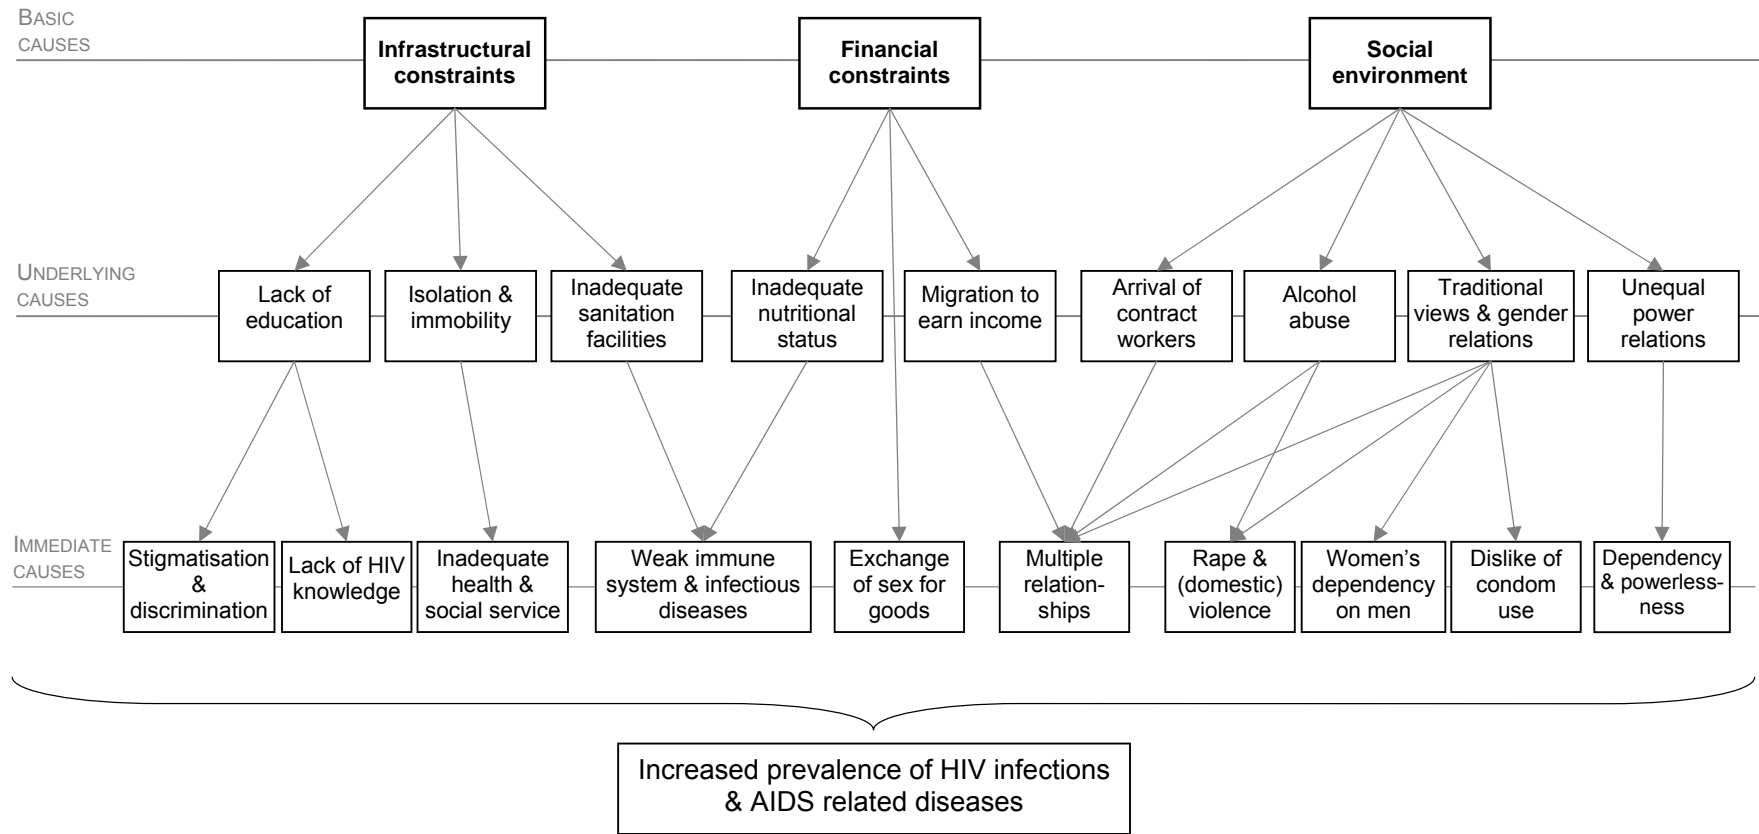 BASIC
CAUSES
Infrastructural
constraints
Financial
constraints
Social
environment
UNDERLYING
CAUSES
Lack of
education
Isolation &
immobility
Inadequate
sanitation
facilities
Inadequate
nutritional
status
Migration to
earn income
Arrival of
contract
workers
Alcohol
abuse
Traditional
views & gender
relations
Unequal
power
relations
IMMEDIATE
CAUSES
Stigmatisation
&
discrimination
Lack of HIV
knowledge
Inadequate
health &
social service
Weak immune
system & infectious
diseases
Exchange
of sex for
goods
Multiple
relation-
ships
Rape &
(domestic)
violence
Women’s
dependency
on men
Dislike of
condom
use
Dependency
& powerless-
ness
Increased prevalence of HIV infections
& AIDS related diseases